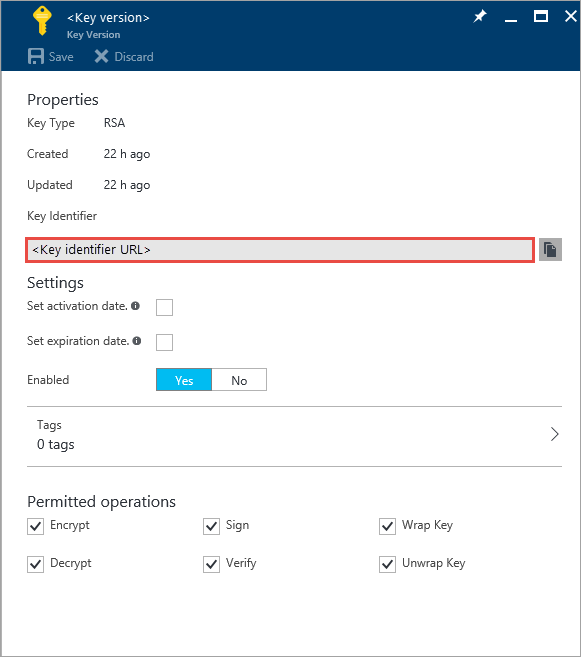 <Key version>
Key Version
Save Discard
Properties
Key Type RSA
Created 22 h ago
Updated 22 h ago
Key Identifier
<Key identifier URL>
Settings
Set activation date.
Set expiration date.
Enabled Yes No
Tags
0 tags
Permitted operations
Encrypt Sign Wrap Key
Decrypt Verify Unwrap Key